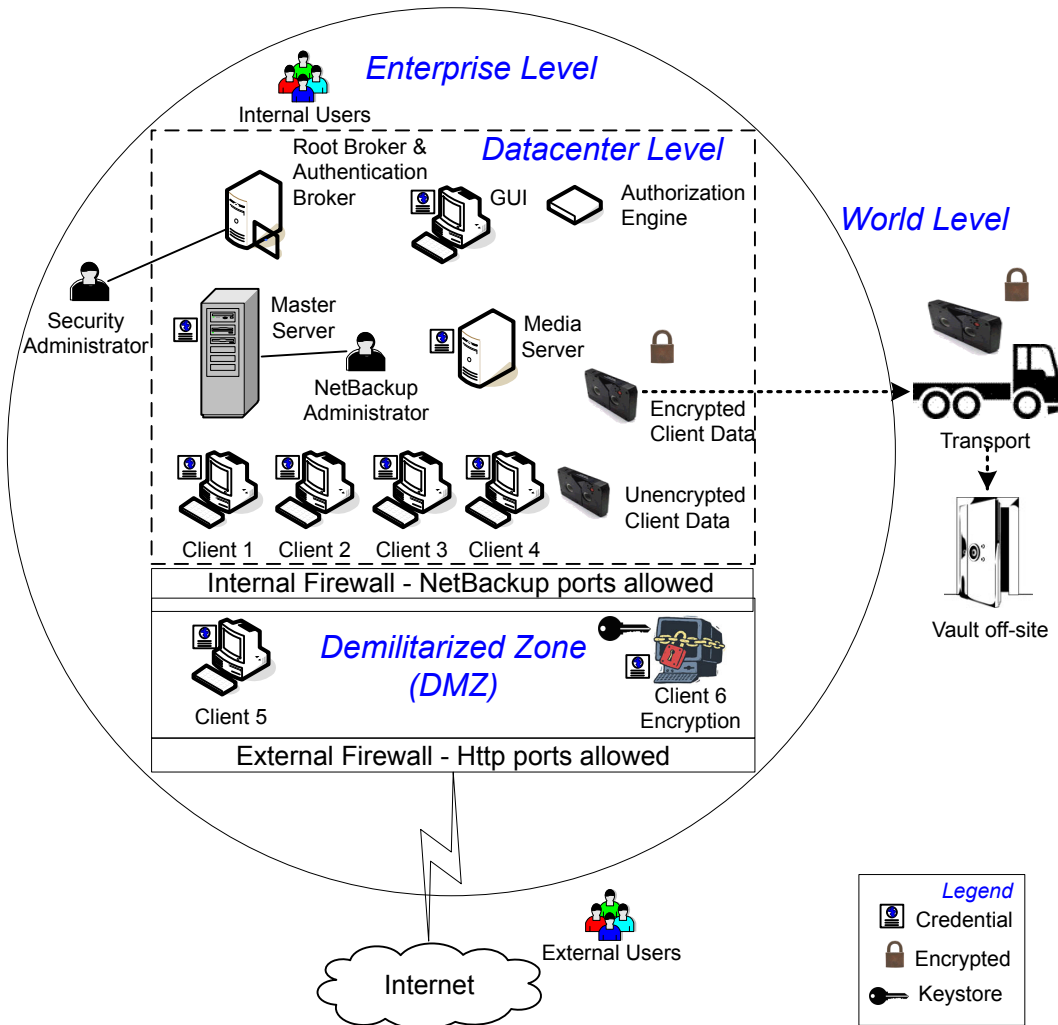 Enterprise Level
Internal Users
Datacenter Level
Root Broker &
Authentication
Broker
GUI
Authorization
Engine
World Level
Security
Administrator
Master
Server
NetBackup
Administrator
Media
Server
Encrypted
Client Data
Transport
Unencrypted
Client Data
Client 1
Client 2
Client 3
Client 4
Vault off-site
Internal Firewall - NetBackup ports allowed
Demilitarized Zone
(DMZ)
Client 5
Client 6
Encryption
External Firewall - Http ports allowed
External Users
Internet
Legend
Credential
Encrypted
Keystore